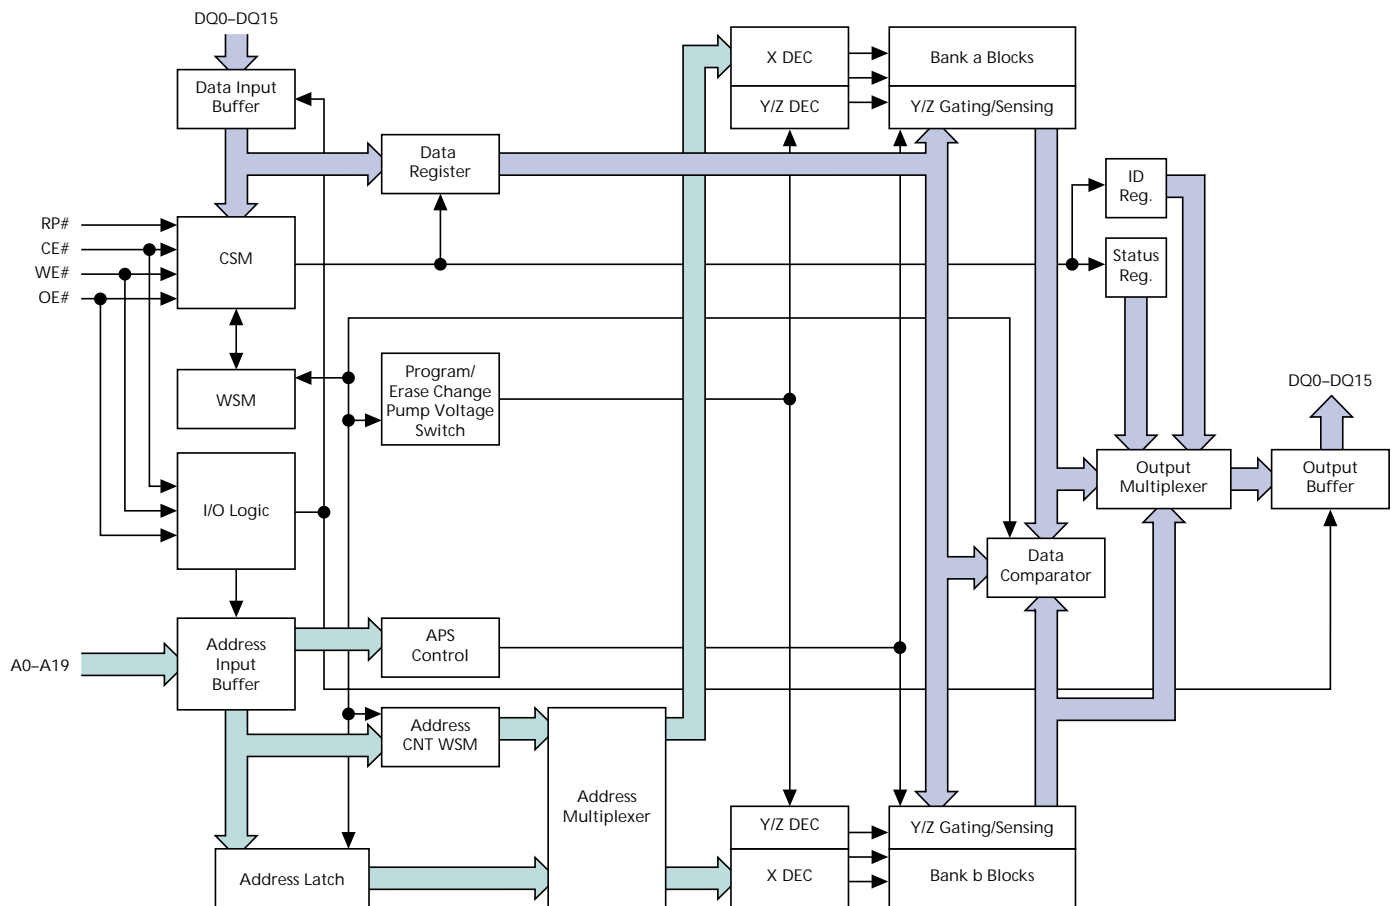 DQ0–DQ15
Data Input
Buffer
X DEC
Bank a Blocks
Y/Z DEC
Y/Z Gating/Sensing
Data
Register
ID
Reg.
RP#
CE#
WE#
OE#
CSM
Status
Reg.
WSM
Program/
Erase Change
Pump Voltage
Switch
DQ0–DQ15
I/O Logic
Output
Multiplexer
Output
Buffer
Data
Comparator
A0–A19
Address
Input
Buffer
APS
Control
Address
CNT WSM
Address
Multiplexer
Y/Z DEC
Y/Z Gating/Sensing
Address Latch
X DEC
Bank b Blocks